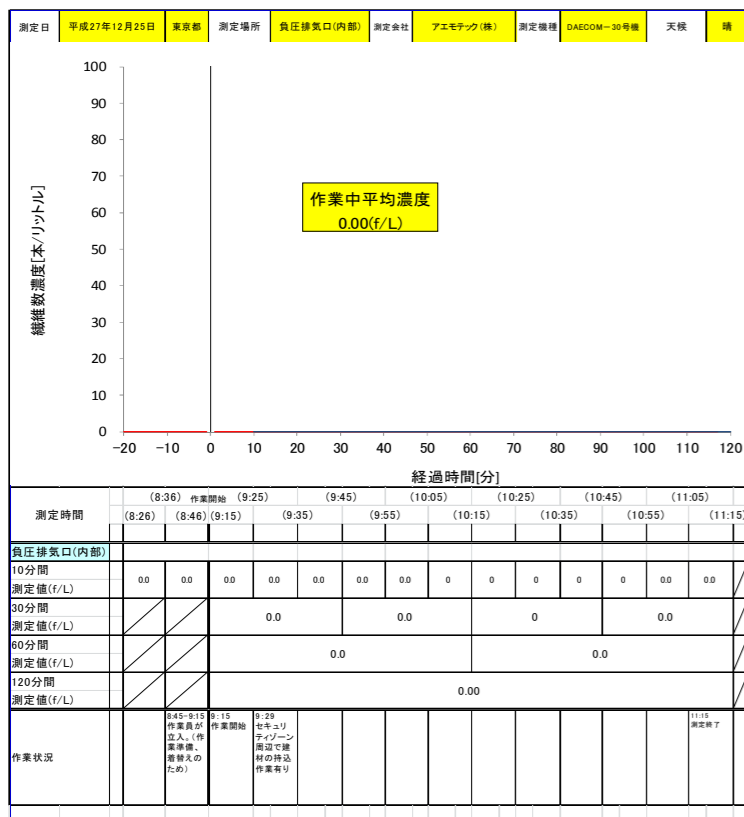 測定日 平成27年12月25日 東京都 測定場所 負圧排気口(内部) 測定会社 アエモテック(株) 測定機種 DAECOM－30号機 天候 晴
100
90
80
70
60
50
40
30
20
10
0
繊維数濃度[本/リットル]
作業中平均濃度
0.00(f/L)
-20 -10 0 10 20 30 40 50 60 70 80 90 100 110 120
経過時間[分]
測定時間
(8:36) 作業開始 (9:25) (9:45) (10:05) (10:25) (10:45) (11:05)
(8:26) (8:46) (9:15) (9:35) (9:55) (10:15) (10:35) (10:55) (11:15)
負圧排気口(内部)
10分間
測定値(f/L)
0.0 0.0 0.0 0.0 0.0 0.0 0.0 0 0 0 0 0 0.0 0.0
30分間
測定値(f/L)
0.0 0.0 0 0.0
60分間
測定値(f/L)
0.0 0.0
120分間
測定値(f/L)
0.00
作業状況
8:45-9:15
作業員が
立入。(作
業準備、
着替えの
ため)
9:15
作業開始
9:29
セキュリ
ティゾーン
周辺で建
材の持込
作業有り
11:15
測定終了